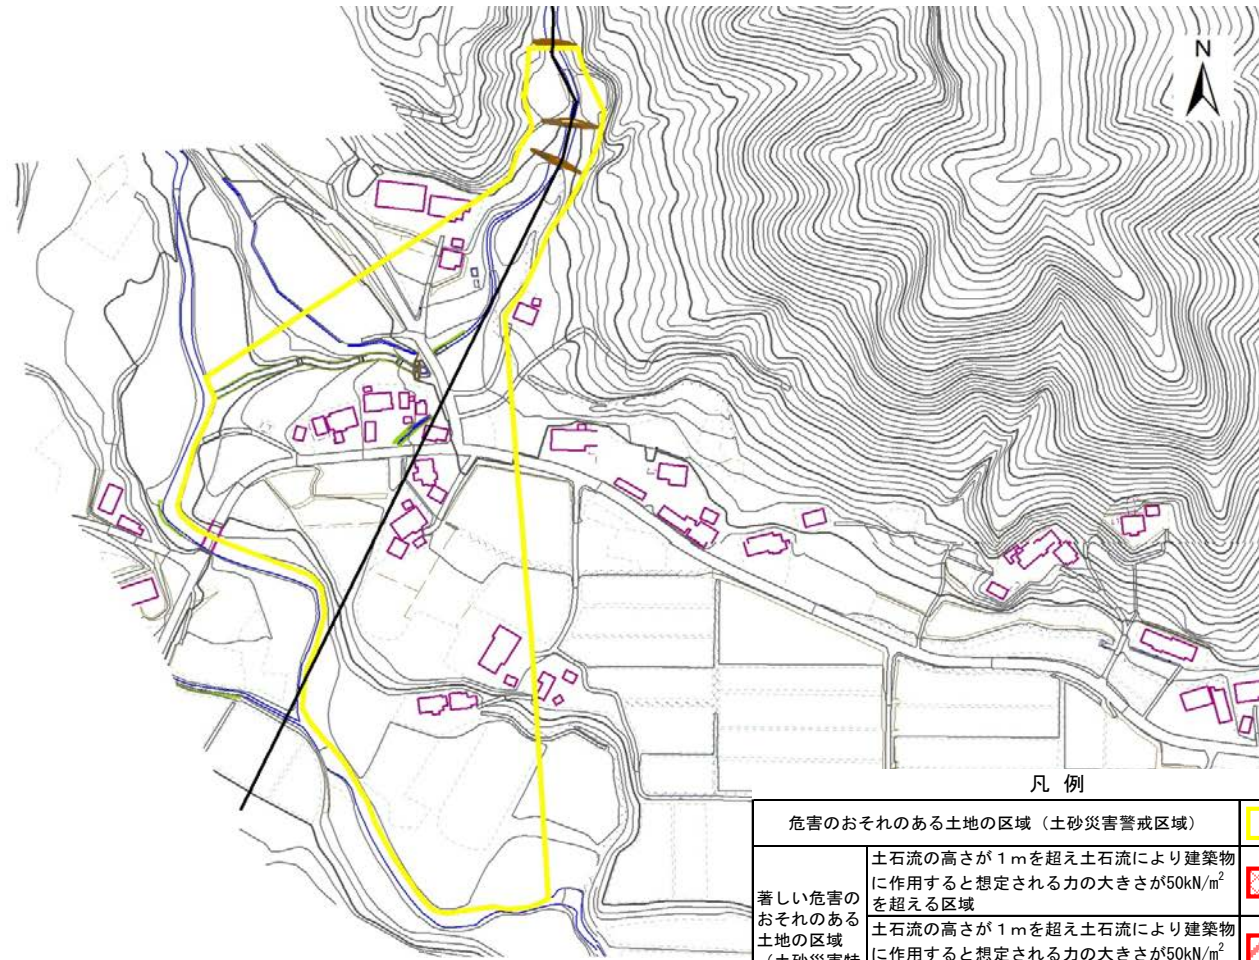 N
凡 例
危害のおそれのある土地の区域（土砂災害警戒区域）
著しい危害の
おそれのある
土地の区域
（土砂災害特
土石流の高さが１ｍを超え土石流により建築物
に作用すると想定される力の大きさが50kN/m²
を超える区域
土石流の高さが１ｍを超え土石流により建築物
に作用すると想定される力の大きさが50kN/m²